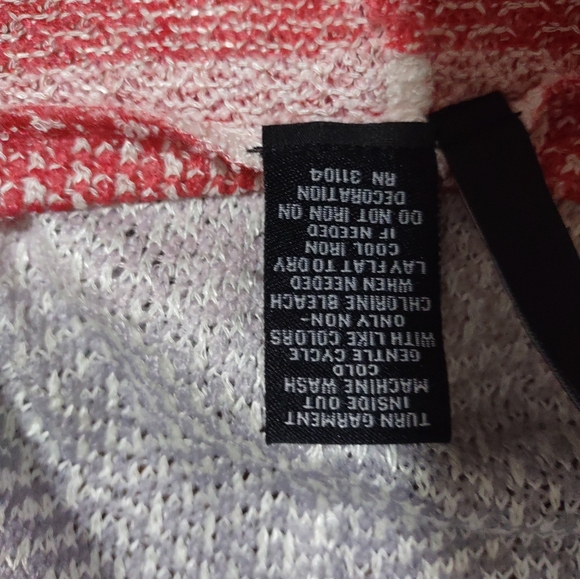 TURN GARMENT
INSIDE OUT
MACHINE WASH
COLD
GENTLE CYCLE
WITH LIKE COLORS
ONLY NON-
CHLORINE BLEACH
WHEN NEEDED
LAY FLAT TO DRY
COOL IRON
IF NEEDED
DO NOT IRON ON
DECORATION
RN 31104